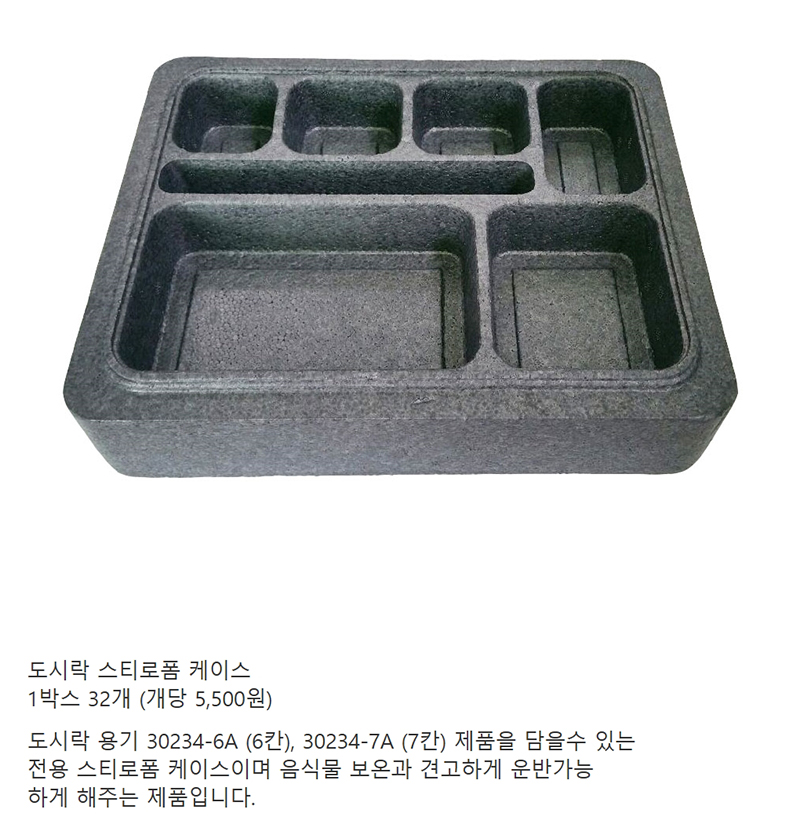 도시락 스티로폼 케이스
1박스 32개 (개당 5,500원)
도시락 용기 30234-6A (6칸), 30234-7A (7칸) 제품을 담을수 있는
전용 스티로폼 케이스이며 음식물 보온과 견고하게 운반가능
하게 해주는 제품입니다.